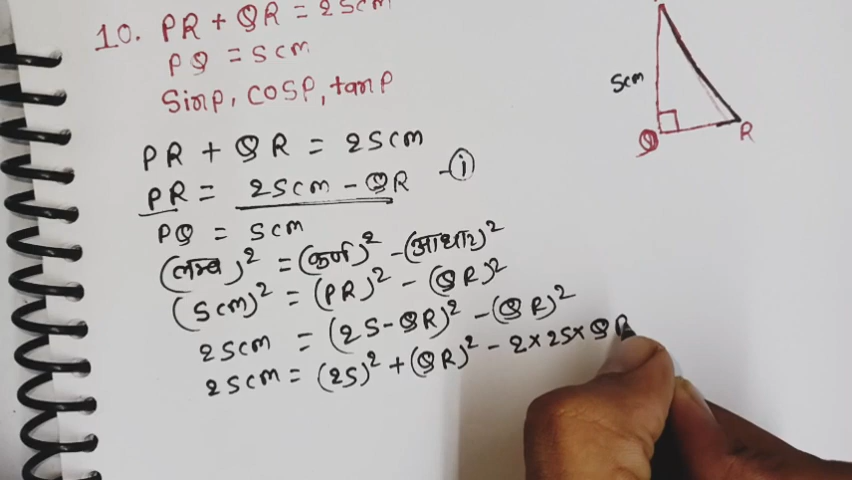 10. PR + QR = 25cm
PQ = 5cm
Sinp, cosp, tanp
5cm
Q
R
PR + QR = 25cm
PR = 25cm - QR -(i)
PQ = 5cm
(लम्ब)² = (कर्ण)² - (आधार)²
(5cm)² = (PR)² - (QR)²
25cm = (25-QR)² - (QR)²
25cm = (25)² + (QR)² - 2×25×QR